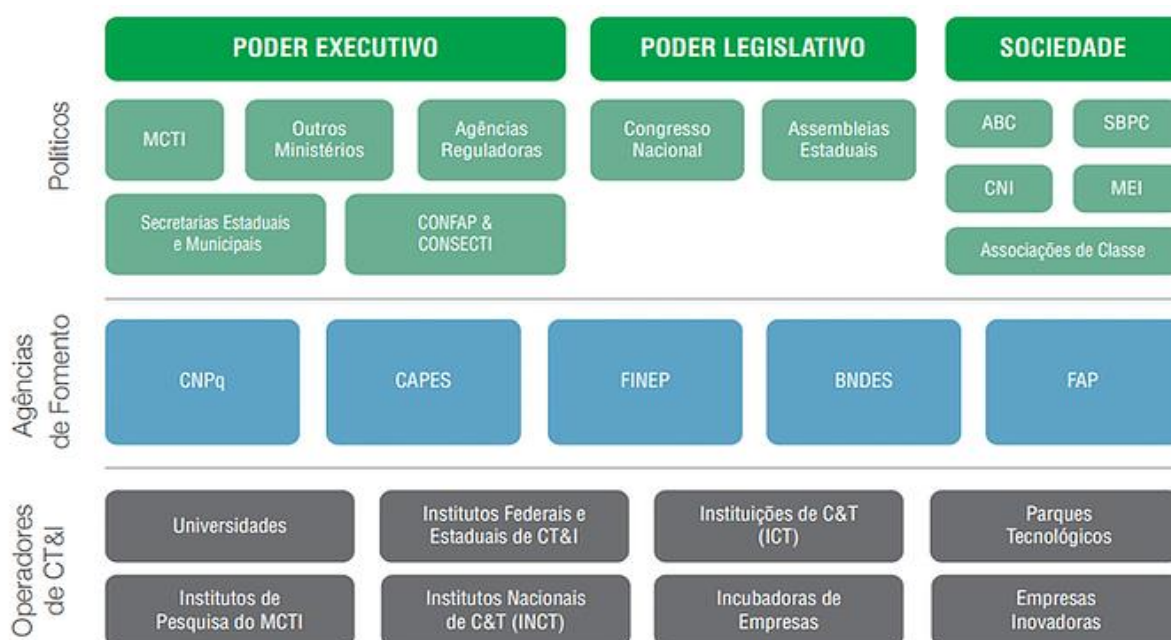 PODER EXECUTIVO
PODER LEGISLATIVO
SOCIEDADE
Políticos
MCTI
Outros
Ministérios
Agências
Reguladoras
Congresso
Nacional
Assembleias
Estaduais
ABC
SBPC
CNI
MEI
Secretarias Estaduais
e Municipais
CONFAP &
CONSECTI
Associações de Classe
Agências
de Fomento
CNPq
CAPES
FINEP
BNDES
FAP
Operadores
de CT&I
Universidades
Institutos Federais e
Estaduais de CT&I
Instituições de C&T
(ICT)
Parques
Tecnológicos
Institutos de
Pesquisa do MCTI
Institutos Nacionais
de C&T (INCT)
Incubadoras de
Empresas
Empresas
Inovadoras